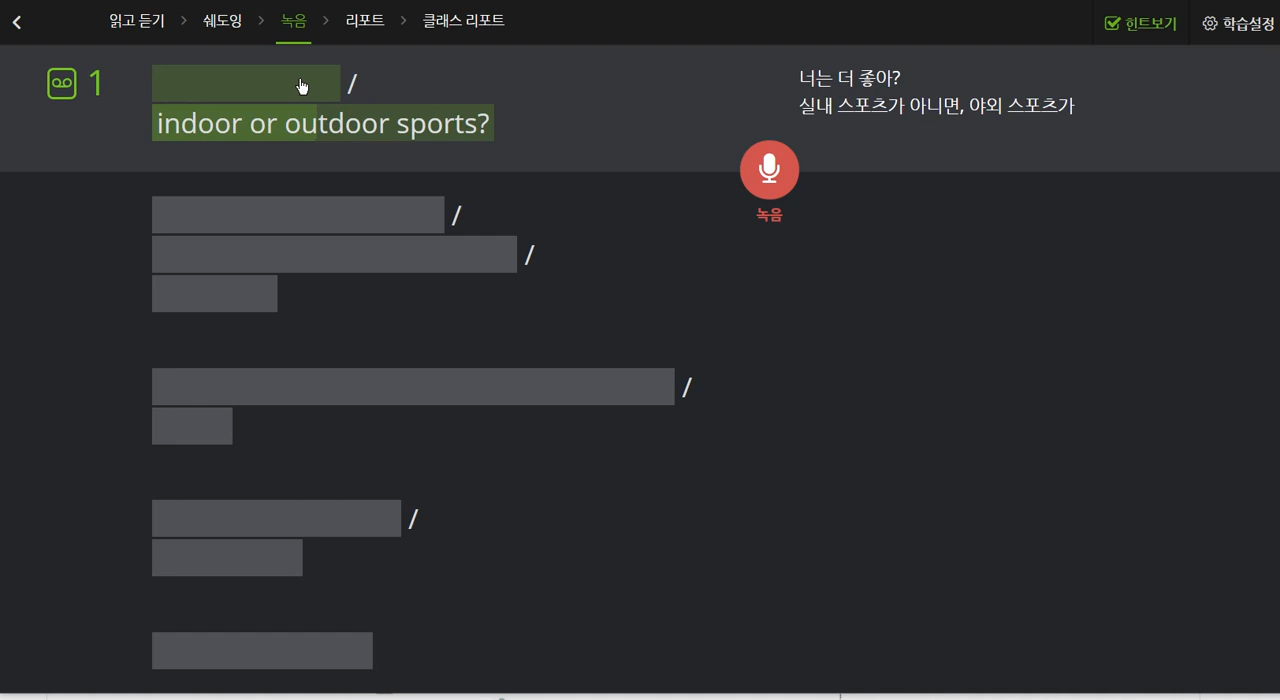 읽고 듣기 > 쉐도잉 > 녹음 > 리포트 > 클래스 리포트
힌트보기
학습설정
1
/
indoor or outdoor sports?
너는 더 좋아?
실내 스포츠가 아니면, 야외 스포츠가
녹음
/
/
/
/